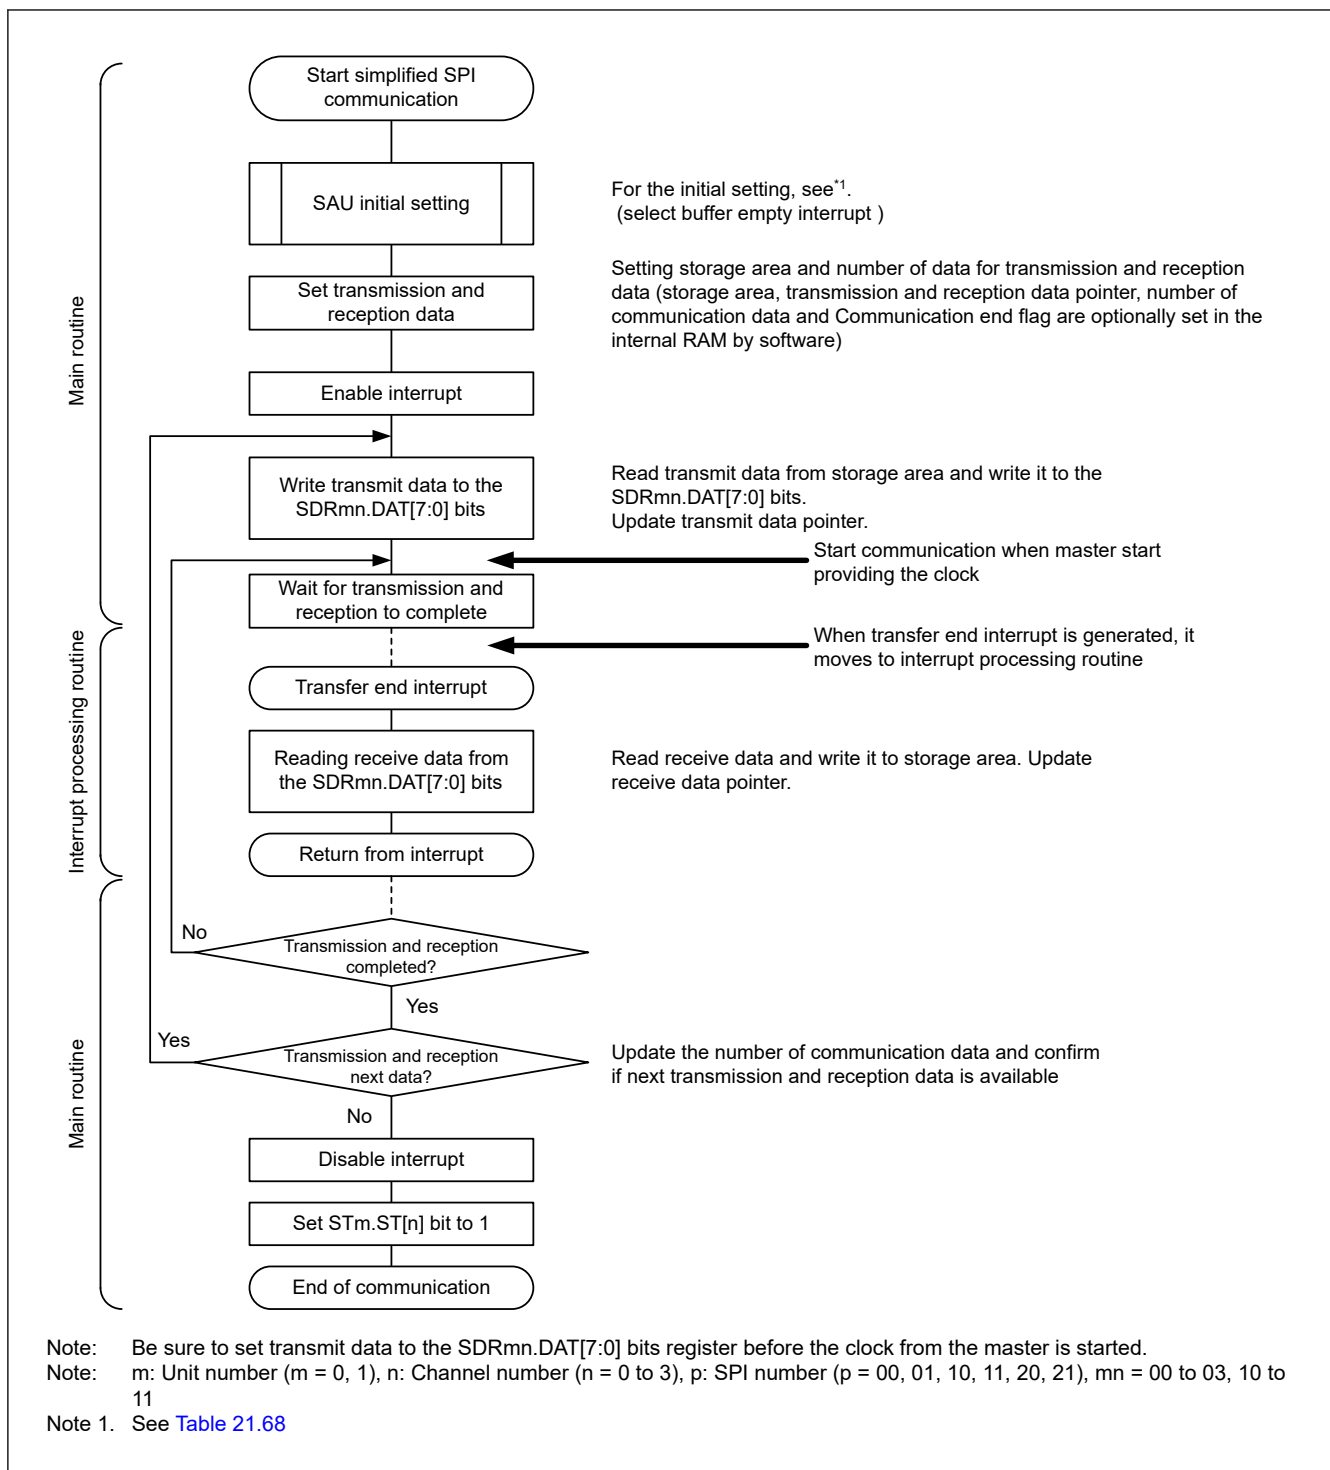 Start simplified SPI
communication
SAU initial setting
For the initial setting, see*1.
(select buffer empty interrupt )
Set transmission and
reception data
Setting storage area and number of data for transmission and reception
data (storage area, transmission and reception data pointer, number of
communication data and Communication end flag are optionally set in the
internal RAM by software)
Main routine
Enable interrupt
Write transmit data to the
SDRmn.DAT[7:0] bits
Read transmit data from storage area and write it to the
SDRmn.DAT[7:0] bits.
Update transmit data pointer.
Start communication when master start
providing the clock
Wait for transmission and
reception to complete
When transfer end interrupt is generated, it
moves to interrupt processing routine
Interrupt processing routine
Transfer end interrupt
Reading receive data from
the SDRmn.DAT[7:0] bits
Read receive data and write it to storage area. Update
receive data pointer.
Return from interrupt
No
Transmission and reception
completed?
Yes
Yes
Transmission and reception
next data?
Update the number of communication data and confirm
if next transmission and reception data is available
Main routine
No
Disable interrupt
Set STm.ST[n] bit to 1
End of communication
Note: Be sure to set transmit data to the SDRmn.DAT[7:0] bits register before the clock from the master is started.
Note: m: Unit number (m = 0, 1), n: Channel number (n = 0 to 3), p: SPI number (p = 00, 01, 10, 11, 20, 21), mn = 00 to 03, 10 to
11
Note 1. See Table 21.68